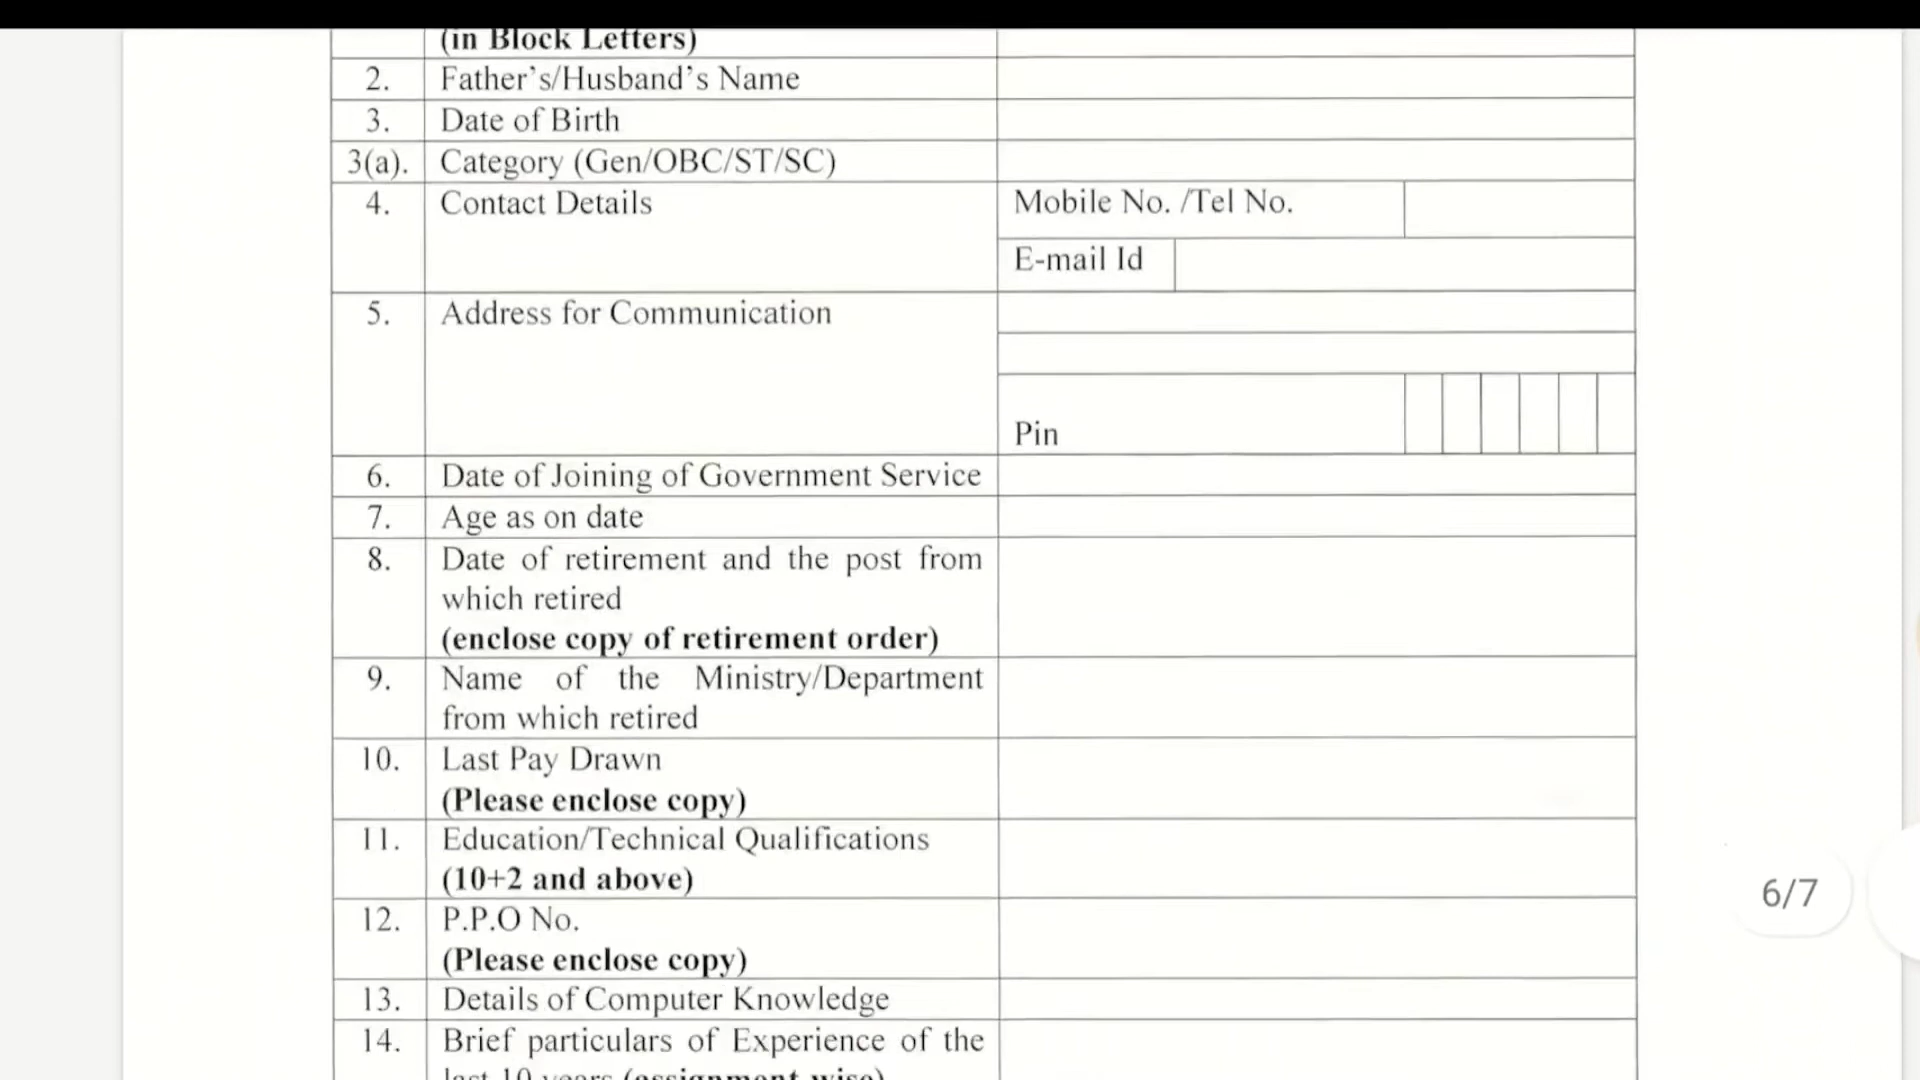 (in Block Letters)
2. Father's/Husband's Name
3. Date of Birth
3(a). Category (Gen/OBC/ST/SC)
4. Contact Details Mobile No. /Tel No.
E-mail Id
5. Address for Communication
Pin
6. Date of Joining of Government Service
7. Age as on date
8. Date of retirement and the post from
which retired
(enclose copy of retirement order)
9. Name of the Ministry/Department
from which retired
10. Last Pay Drawn
(Please enclose copy)
11. Education/Technical Qualifications
(10+2 and above)
6/7
12. P.P.O No.
(Please enclose copy)
13. Details of Computer Knowledge
14. Brief particulars of Experience of the
last 10 years (assignment wise)